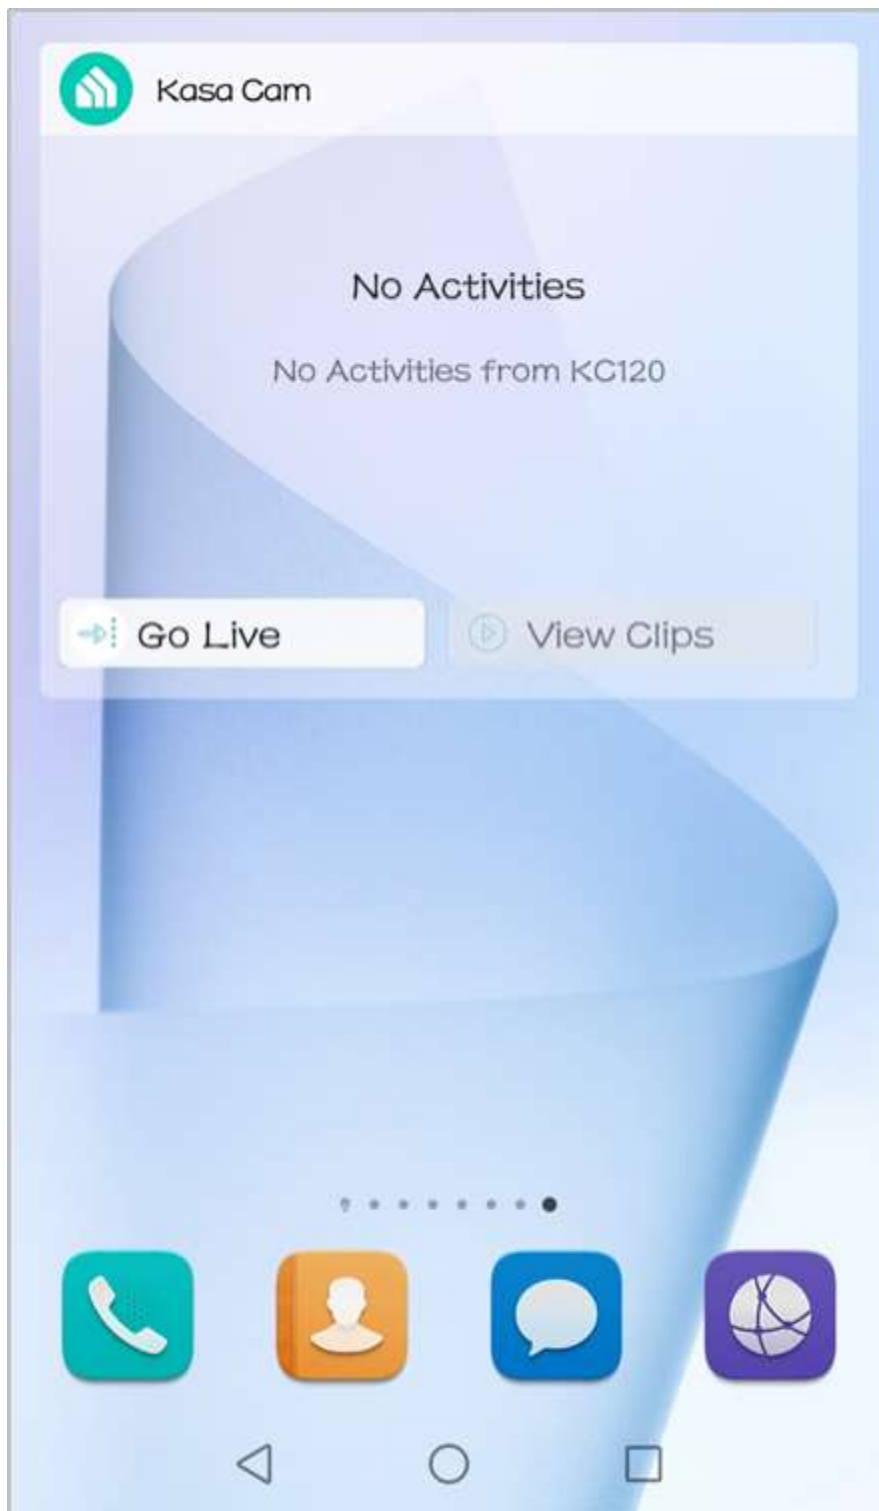 Kasa Cam
No Activities
No Activities from KC120
Go Live
View Clips